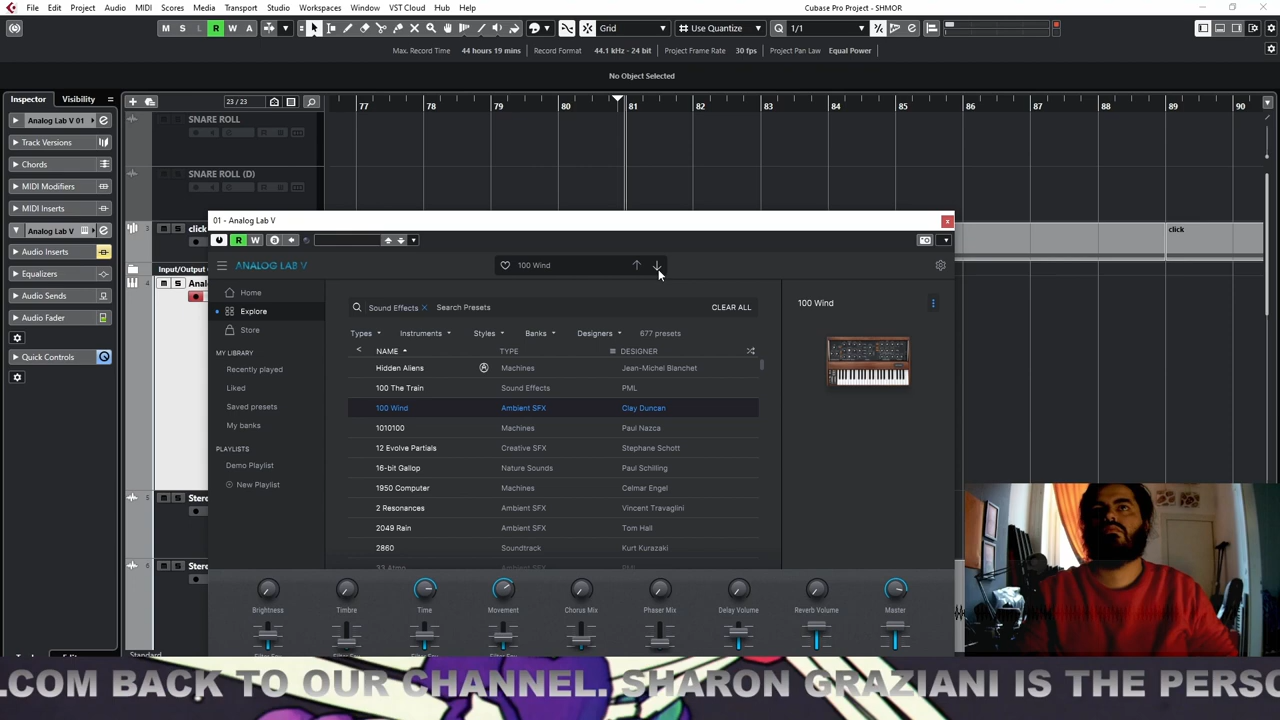 File Edit Project Audio MIDI Scores Media Transport Studio Workspaces Window VST Cloud Hub Help
Cubase Pro Project - SHMOR
M S L R W A Grid Use Quantize 1/1
Max. Record Time 44 hours 19 mins Record Format 44.1 kHz - 24 bit Project Frame Rate 30 fps Project Pan Law Equal Power
No Object Selected
Inspector Visibility 23 / 23 77 78 79 80 81 82 83 84 85 86 87 88 89 90
Analog Lab V 01 SNARE ROLL
Track Versions
Chords
SNARE ROLL (D)
MIDI Modifiers
MIDI Inserts
01 - Analog Lab V
Analog Lab V 3 M S click click
R W
Audio Inserts
Input/Output
ANALOG LAB V 100 Wind
Equalizers
4 M S Ana
Audio Sends
Audio Fader
Quick Controls
Home
Explore
Store
MY LIBRARY
Recently played
Liked
Saved presets
My banks
PLAYLISTS
Demo Playlist
New Playlist
Sound Effects × Search Presets CLEAR ALL
Types Instruments Styles Banks Designers 677 presets
NAME TYPE DESIGNER
Hidden Aliens Machines Jean-Michel Blanchet
100 The Train Sound Effects PML
100 Wind Ambient SFX Clay Duncan
1010100 Machines Paul Nazca
12 Evolve Partials Creative SFX Stephane Schott
16-bit Gallop Nature Sounds Paul Schilling
1950 Computer Machines Celmar Engel
2 Resonances Ambient SFX Vincent Travaglini
2049 Rain Ambient SFX Tom Hall
2860 Soundtrack Kurt Kurazaki
100 Wind
5 M S Stere
6 M S Stere
Brightness Timbre Time Movement Chorus Mix Phaser Mix Delay Volume Reverb Volume Master
Standard
.COM BACK TO OUR CHANNEL. SHARON GRAZIANI IS THE PERSO